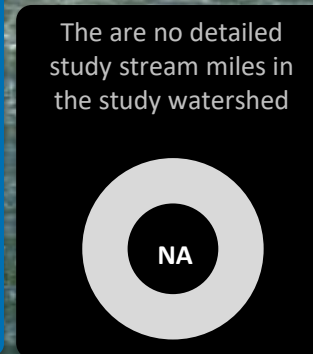 The are no detailed
study stream miles in
the study watershed
NA